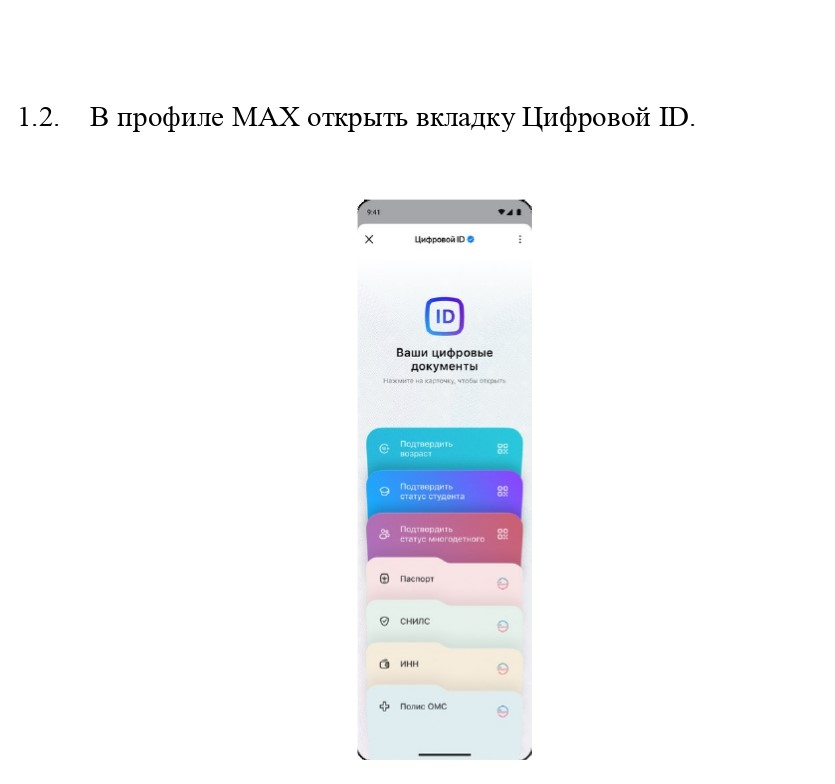 1.2. В профиле MAX открыть вкладку Цифровой ID.
9:41
Цифровой ID
ID
Ваши цифровые
документы
Нажмите на карточку, чтобы открыть
18+
Подтвердить
возраст
Подтвердить
статус студента
Подтвердить
статус многодетного
Паспорт
СНИЛС
ИНН
Полис ОМС